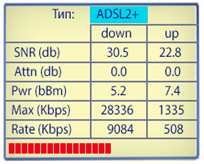 Тип: ADSL2+
down up
SNR (db) 30.5 22.8
Attn (db) 0.0 0.0
Pwr (bBm) 5.2 7.4
Max (Kbps) 28336 1335
Rate (Kbps) 9084 508